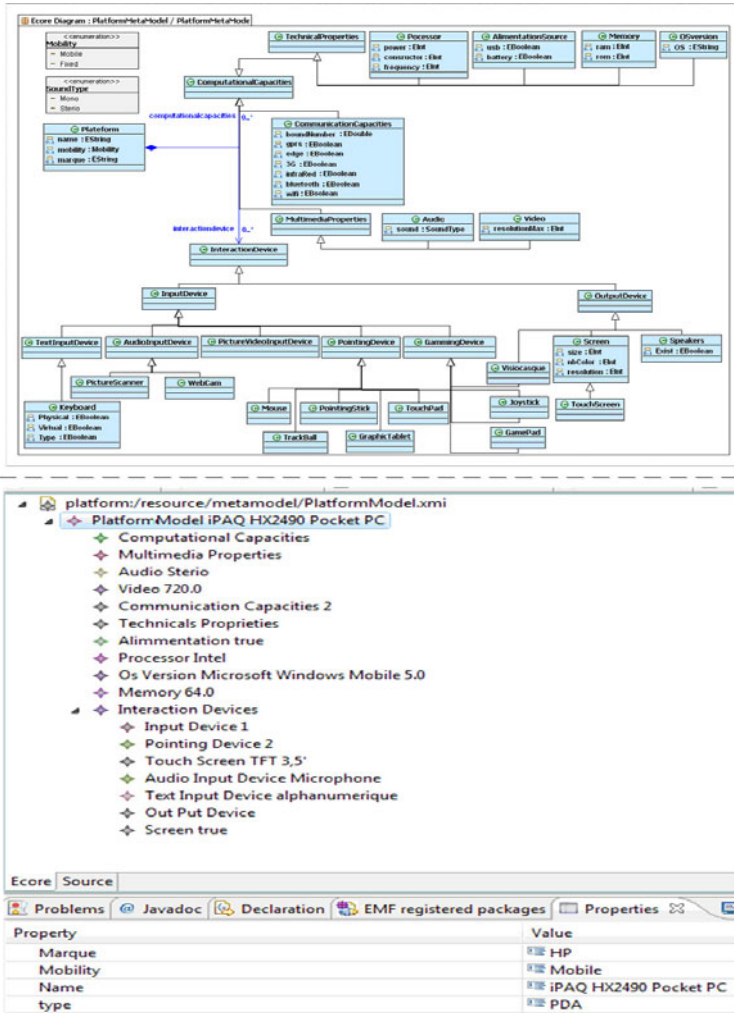 Ecore Diagram : PlatformMetaModel / PlatformMetaMode
<<enumeration>>
Mobility
– Mobile
– Fixed
<<enumeration>>
SoundType
– Mono
– Sterio
TechnicalProperties
Pocessor
power : EInt
constructor : EInt
frequency : EInt
AlimentationSource
usb : EBoolean
battery : EBoolean
Memory
ram : EInt
rom : EInt
OSversion
OS : EString
ComputationalCapacities
computationalcapacities 0..*
Plateform
name : EString
mobility : Mobility
marque : EString
CommunicationCapacities
boundNumber : EDouble
gprs : EBoolean
edge : EBoolean
3G : EBoolean
infraRed : EBoolean
bluetooth : EBoolean
wifi : EBoolean
MultimediaProperties
Audio
sound : SoundType
Video
resolutionMax : EInt
interactiondevice 0..*
InteractionDevice
InputDevice
OutputDevice
TextInputDevice
AudioInputDevice
PictureVideoInputDevice
PointingDevice
GammingDevice
Screen
size : EInt
nbColor : EInt
resolution : EInt
Speakers
Exist : EBoolean
Visiocasque
PictureScanner
WebCam
Keyboard
Physical : EBoolean
Virtual : EBoolean
Type : EBoolean
Mouse
PointingStick
TouchPad
Joystick
TouchScreen
TrackBall
GraphicTablet
GamePad
platform:/resource/metamodel/PlatformModel.xmi
Platform Model iPAQ HX2490 Pocket PC
Computational Capacities
Multimedia Properties
Audio Sterio
Video 720.0
Communication Capacities 2
Technicals Proprieties
Alimmentation true
Processor Intel
Os Version Microsoft Windows Mobile 5.0
Memory 64.0
Interaction Devices
Input Device 1
Pointing Device 2
Touch Screen TFT 3,5'
Audio Input Device Microphone
Text Input Device alphanumerique
Out Put Device
Screen true
Ecore Source
Problems @ Javadoc Declaration EMF registered packages Properties
Property Value
Marque HP
Mobility Mobile
Name iPAQ HX2490 Pocket PC
type PDA